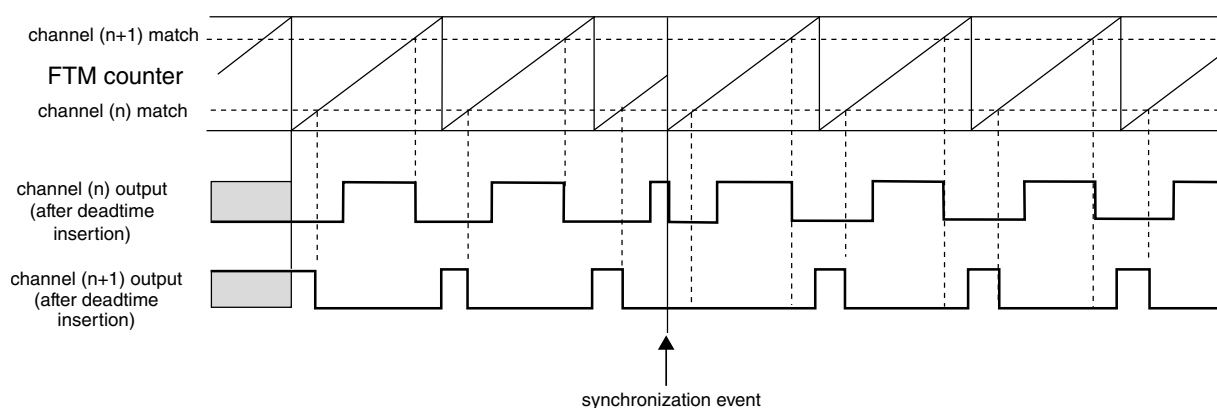 channel (n+1) match
FTM counter
channel (n) match
channel (n) output
(after deadtime
insertion)
channel (n+1) output
(after deadtime
insertion)
synchronization event